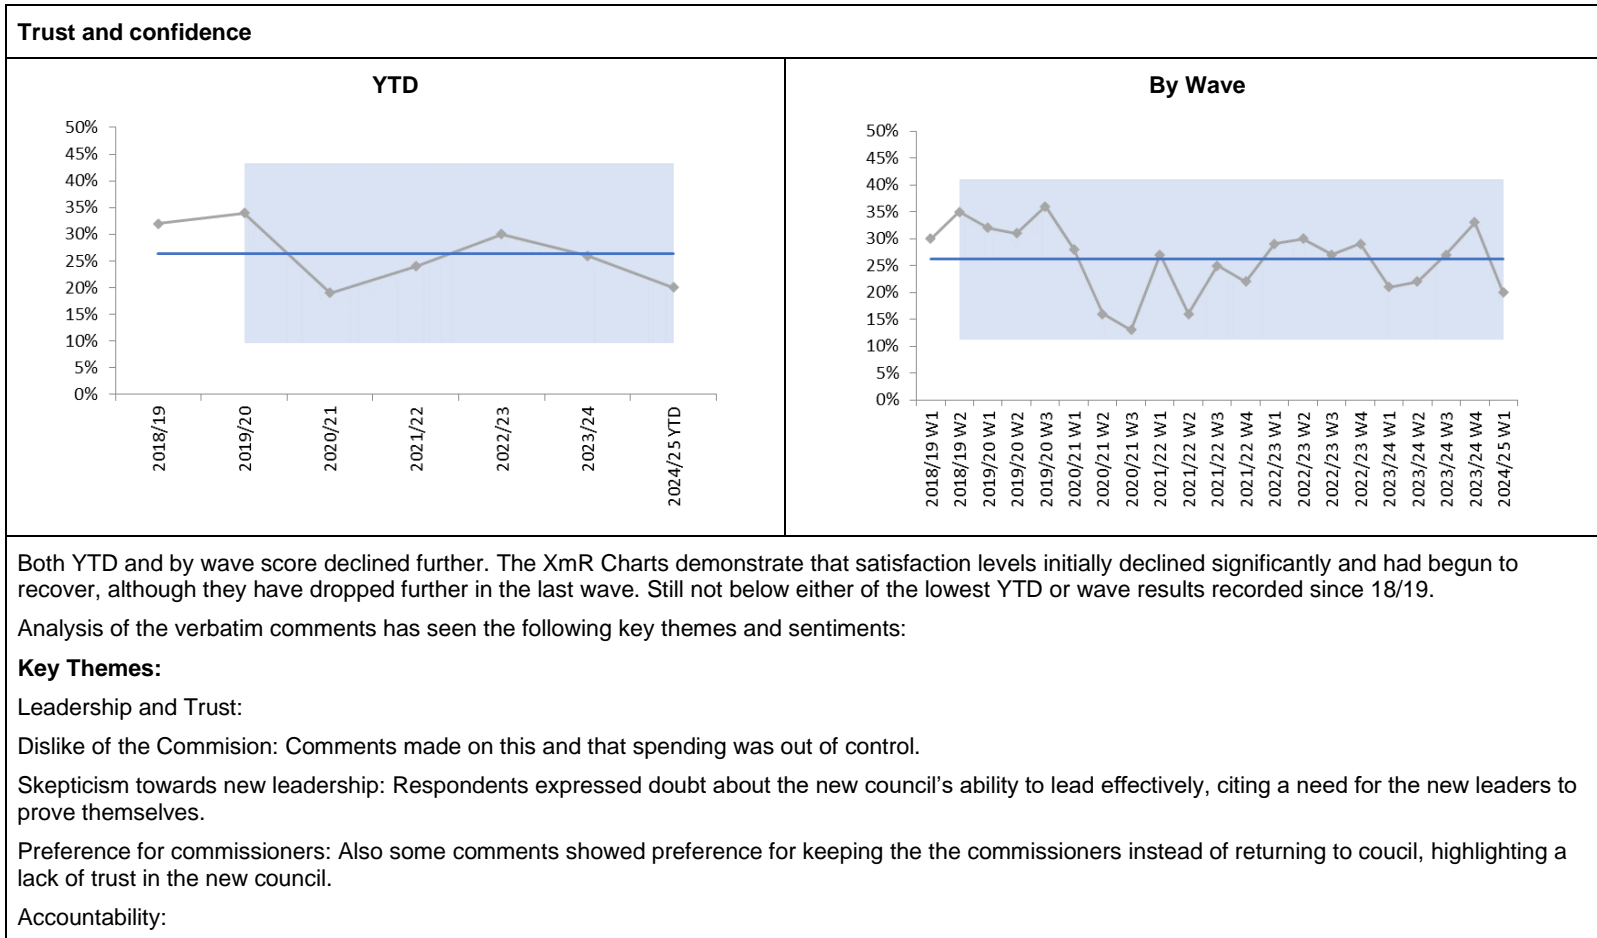 Trust and confidence
YTD
50%
45%
40%
35%
30%
25%
20%
15%
10%
5%
0%
2018/19
2019/20
2020/21
2021/22
2022/23
2023/24
2024/25 YTD
By Wave
50%
45%
40%
35%
30%
25%
20%
15%
10%
5%
0%
2018/19 W1
2018/19 W2
2019/20 W1
2019/20 W2
2019/20 W3
2020/21 W1
2020/21 W2
2020/21 W3
2021/22 W1
2021/22 W2
2021/22 W3
2021/22 W4
2022/23 W1
2022/23 W2
2022/23 W3
2022/23 W4
2023/24 W1
2023/24 W2
2023/24 W3
2023/24 W4
2024/25 W1
Both YTD and by wave score declined further. The XmR Charts demonstrate that satisfaction levels initially declined significantly and had begun to
recover, although they have dropped further in the last wave. Still not below either of the lowest YTD or wave results recorded since 18/19.
Analysis of the verbatim comments has seen the following key themes and sentiments:
Key Themes:
Leadership and Trust:
Dislike of the Commision: Comments made on this and that spending was out of control.
Skepticism towards new leadership: Respondents expressed doubt about the new council’s ability to lead effectively, citing a need for the new leaders to
prove themselves.
Preference for commissioners: Also some comments showed preference for keeping the the commissioners instead of returning to coucil, highlighting a
lack of trust in the new council.
Accountability: